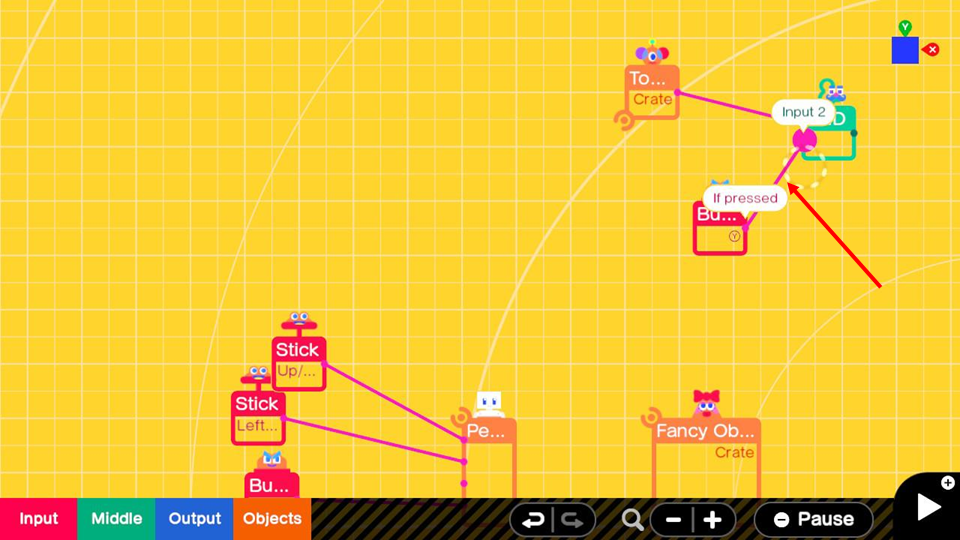 Y
X
To...
Crate
Input 2
D
If pressed
Bu...
Y
Stick
Up/...
Stick
Left...
Bu...
Pe...
Fancy Ob...
Crate
Input
Middle
Output
Objects
Pause